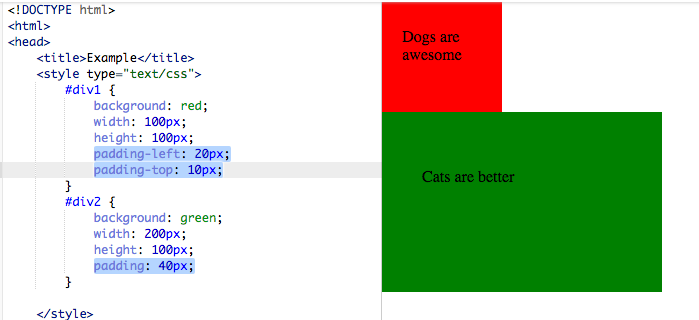 <!DOCTYPE html>
<html>
<head>
    <title>Example</title>
    <style type="text/css">
        #div1 {
            background: red;
            width: 100px;
            height: 100px;
            padding-left: 20px;
            padding-top: 10px;
        }
        #div2 {
            background: green;
            width: 200px;
            height: 100px;
            padding: 40px;
        }

    </style>
Dogs are
awesome
Cats are better